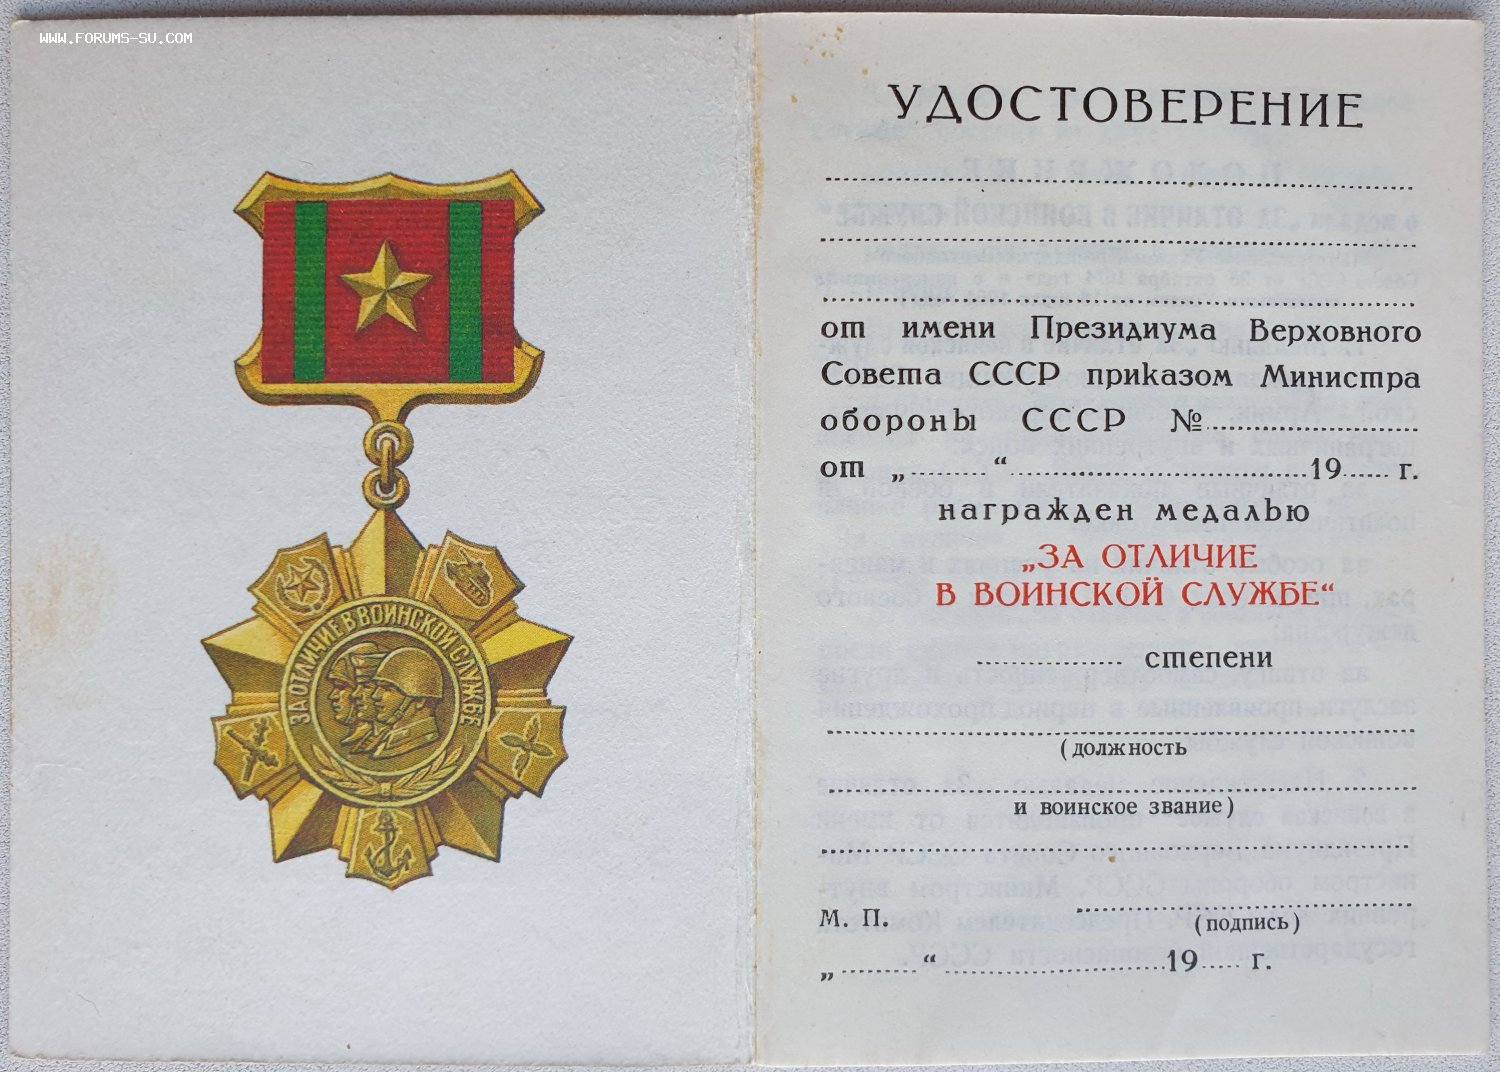 WWW.FORUMS-SU.COM
ЗА ОТЛИЧИЕ В ВОИНСКОЙ СЛУЖБЕ
УДОСТОВЕРЕНИЕ
от имени Президиума Верховного
Совета СССР приказом Министра
обороны СССР №
от „ “ 19 г.
награжден медалью
„ЗА ОТЛИЧИЕ
В ВОИНСКОЙ СЛУЖБЕ“
степени
(должность
и воинское звание)
М. П.
(подпись)
„ “ 19 г.